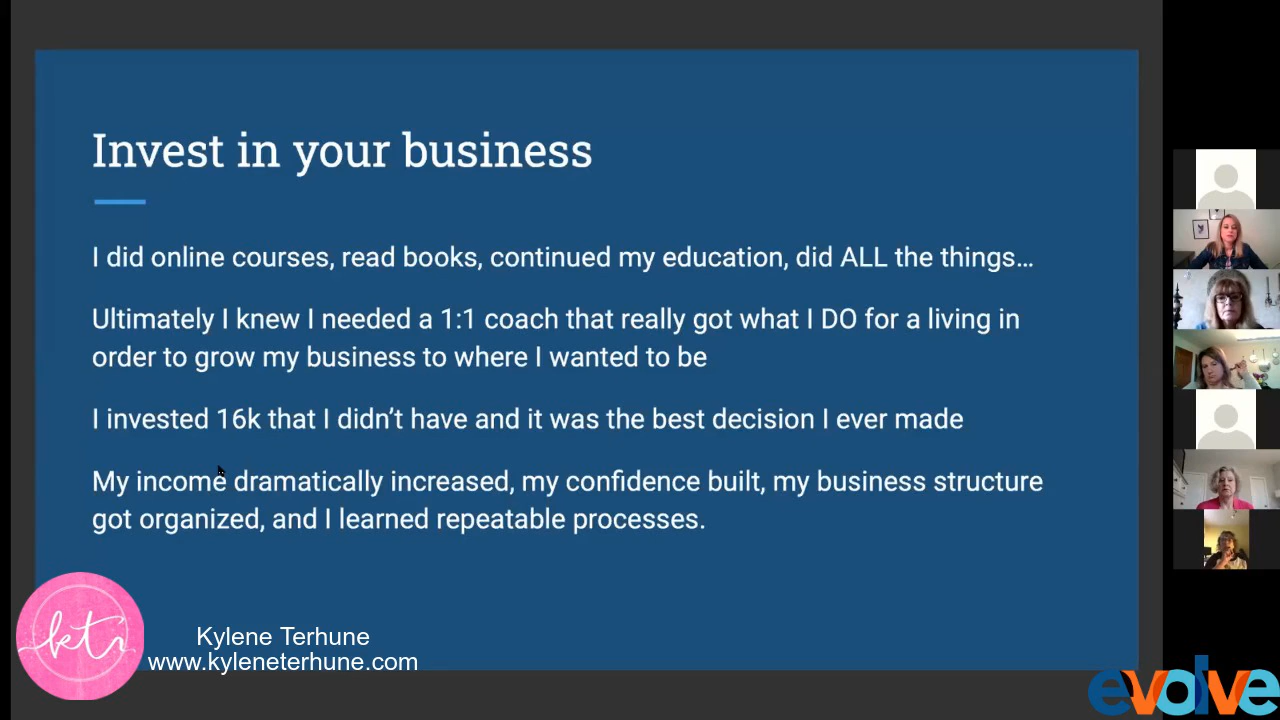 Invest in your business
I did online courses, read books, continued my education, did ALL the things...
Ultimately I knew I needed a 1:1 coach that really got what I DO for a living in
order to grow my business to where I wanted to be
I invested 16k that I didn’t have and it was the best decision I ever made
My income dramatically increased, my confidence built, my business structure
got organized, and I learned repeatable processes.
kt
Kylene Terhune
www.kyleneterhune.com
evolve